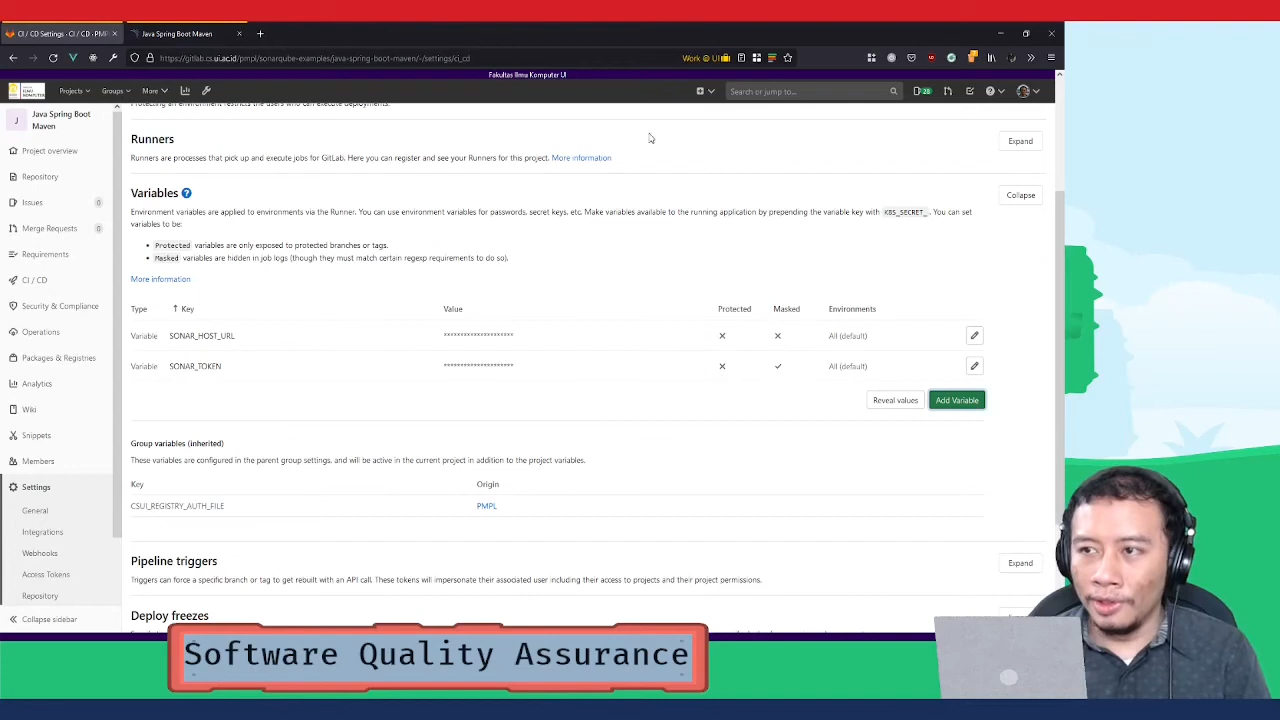 CI / CD Settings · CI / CD · PMP
Java Spring Boot Maven
https://gitlab.cs.ui.ac.id/pmpl/sonarqube-examples/java-spring-boot-maven/-/settings/ci_cd
Work @ UI
Fakultas Ilmu Komputer UI
Projects
Groups
More
Search or jump to...
28
J
Java Spring Boot
Maven
Project overview
Repository
Issues
0
Merge Requests
0
Requirements
CI / CD
Security & Compliance
Operations
Packages & Registries
Analytics
Wiki
Snippets
Members
Settings
General
Integrations
Webhooks
Access Tokens
Repository
Collapse sidebar
Protecting an environment restricts the users who can execute deployments.
Runners
Expand
Runners are processes that pick up and execute jobs for GitLab. Here you can register and see your Runners for this project. More information
Variables
Collapse
Environment variables are applied to environments via the Runner. You can use environment variables for passwords, secret keys, etc. Make variables available to the running application by prepending the variable key with K8S_SECRET_. You can set
variables to be:
• Protected variables are only exposed to protected branches or tags.
• Masked variables are hidden in job logs (though they must match certain regexp requirements to do so).
More information
Type ↑ Key Value Protected Masked Environments
Variable SONAR_HOST_URL ******************** All (default)
Variable SONAR_TOKEN ******************** All (default)
Reveal values Add Variable
Group variables (inherited)
These variables are configured in the parent group settings, and will be active in the current project in addition to the project variables.
Key Origin
CSUI_REGISTRY_AUTH_FILE PMPL
Pipeline triggers
Expand
Triggers can force a specific branch or tag to get rebuilt with an API call. These tokens will impersonate their associated user including their access to projects and their project permissions.
Deploy freezes
Software Quality Assurance